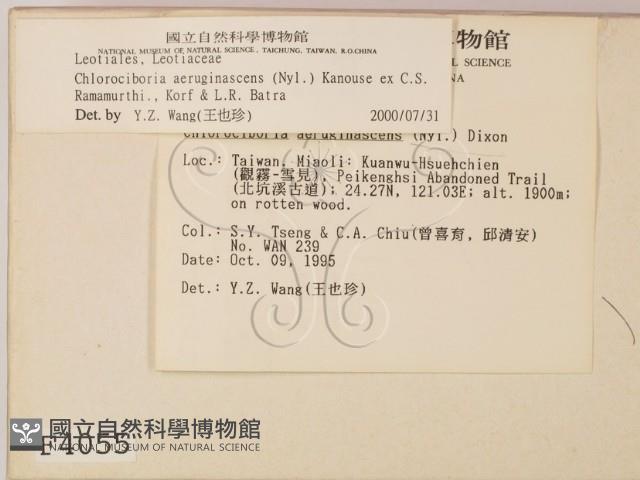 國立自然科學博物館
NATIONAL MUSEUM OF NATURAL SCIENCE, TAICHUNG, TAIWAN, R.O.CHINA
Leotiales, Leotiaceae
Chlorociboria aeruginascens (Nyl.) Kanouse ex C.S.
Ramamurthi., Korf & L.R. Batra
Det. by Y.Z. Wang(王也珍) 2000/07/31
物館
Chlorociboria aeruginascens (Nyl.) Dixon
Loc.: Taiwan, Miaoli: Kuanwu-Hsuehchien
(觀霧-雪見), Peikenghsi Abandoned Trail
(北坑溪古道); 24.27N, 121.03E; alt. 1900m;
on rotten wood.
Col.: S.Y. Tseng & C.A. Chiu(曾喜育, 邱清安)
No. WAN 239
Date: Oct. 09, 1995
Det.: Y.Z. Wang(王也珍)
國立自然科學博物館
NATIONAL MUSEUM OF NATURAL SCIENCE
F4055